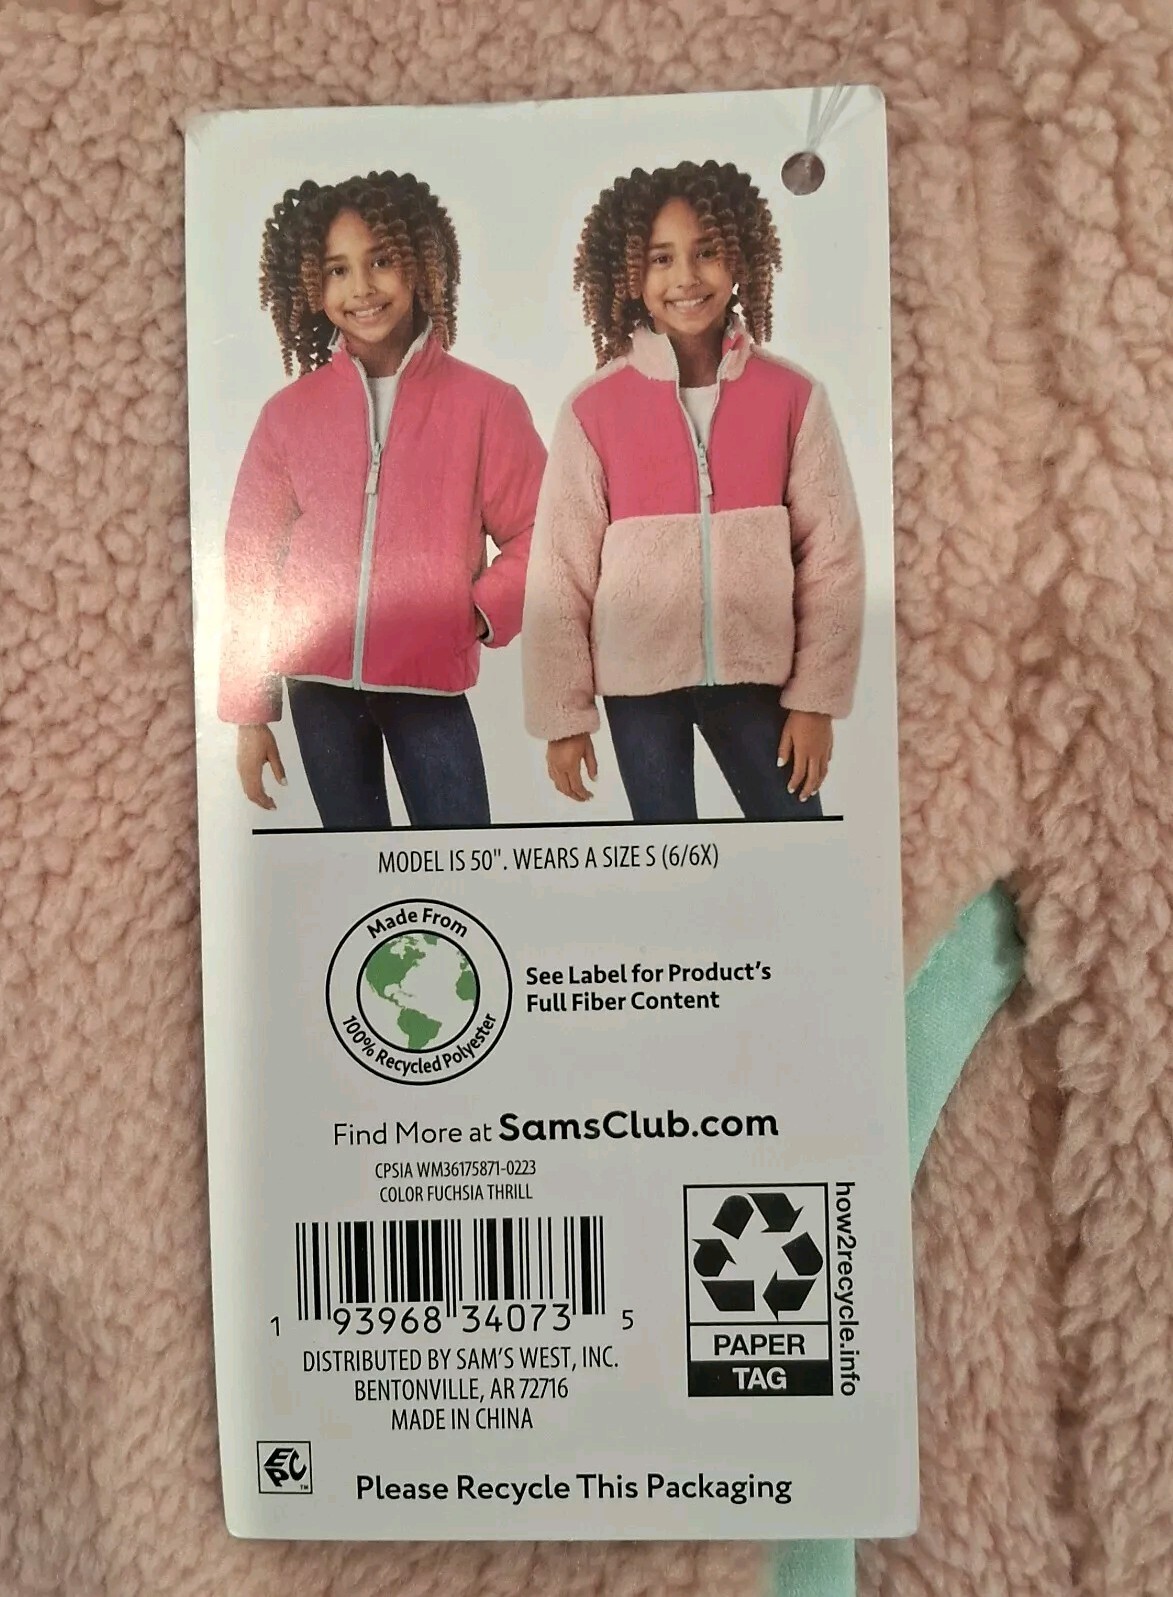 MODEL IS 50". WEARS A SIZE S (6/6X)
Made From
100% Recycled Polyester
See Label for Product's
Full Fiber Content
Find More at SamsClub.com
CPSIA WM36175871-0223
COLOR FUCHSIA THRILL
1 93968 34073 5
DISTRIBUTED BY SAM'S WEST, INC.
BENTONVILLE, AR 72716
MADE IN CHINA
PAPER
TAG
how2recycle.info
EPC TM
Please Recycle This Packaging